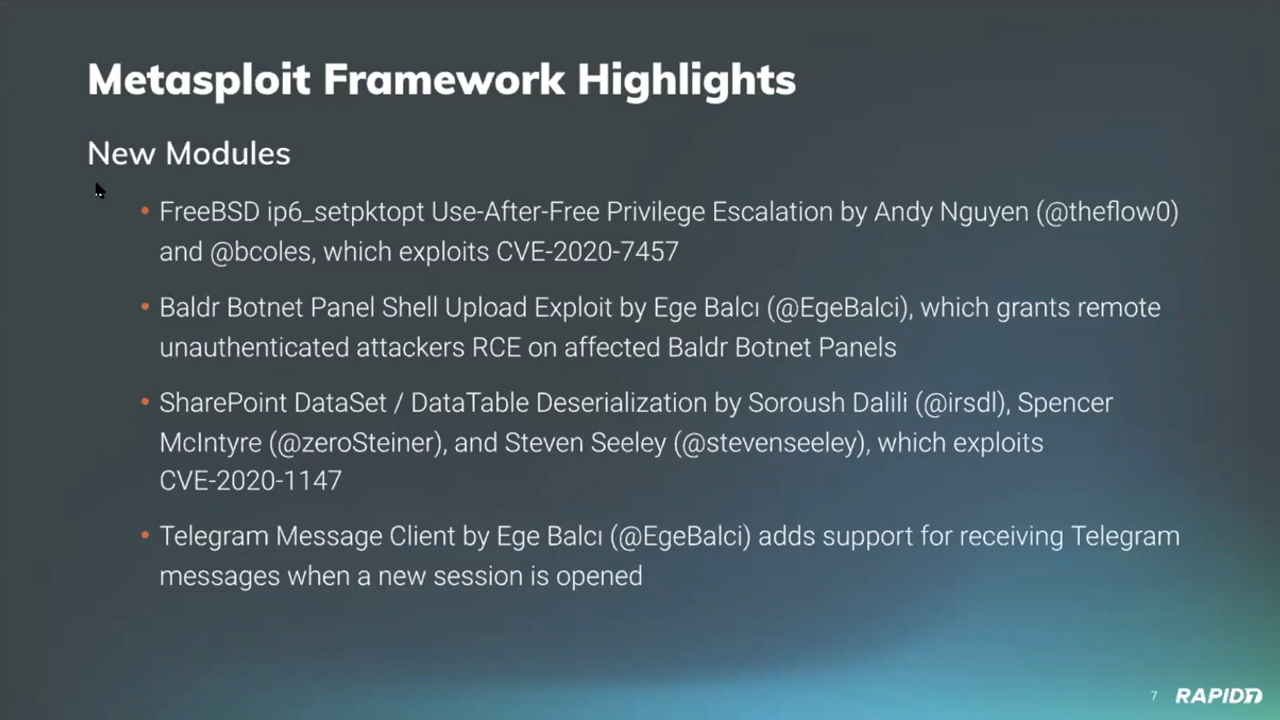 Metasploit Framework Highlights
New Modules
• FreeBSD ip6_setpktopt Use-After-Free Privilege Escalation by Andy Nguyen (@theflow0)
and @bcoles, which exploits CVE-2020-7457
• Baldr Botnet Panel Shell Upload Exploit by Ege Balcı (@EgeBalci), which grants remote
unauthenticated attackers RCE on affected Baldr Botnet Panels
• SharePoint DataSet / DataTable Deserialization by Soroush Dalili (@irsdl), Spencer
McIntyre (@zeroSteiner), and Steven Seeley (@stevenseeley), which exploits
CVE-2020-1147
• Telegram Message Client by Ege Balcı (@EgeBalci) adds support for receiving Telegram
messages when a new session is opened
7 RAPID7